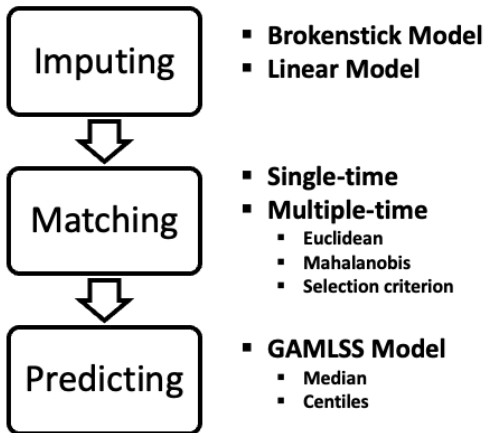 Imputing
▪ Brokenstick Model
▪ Linear Model
Matching
▪ Single-time
▪ Multiple-time
▪ Euclidean
▪ Mahalanobis
▪ Selection criterion
Predicting
▪ GAMLSS Model
▪ Median
▪ Centiles